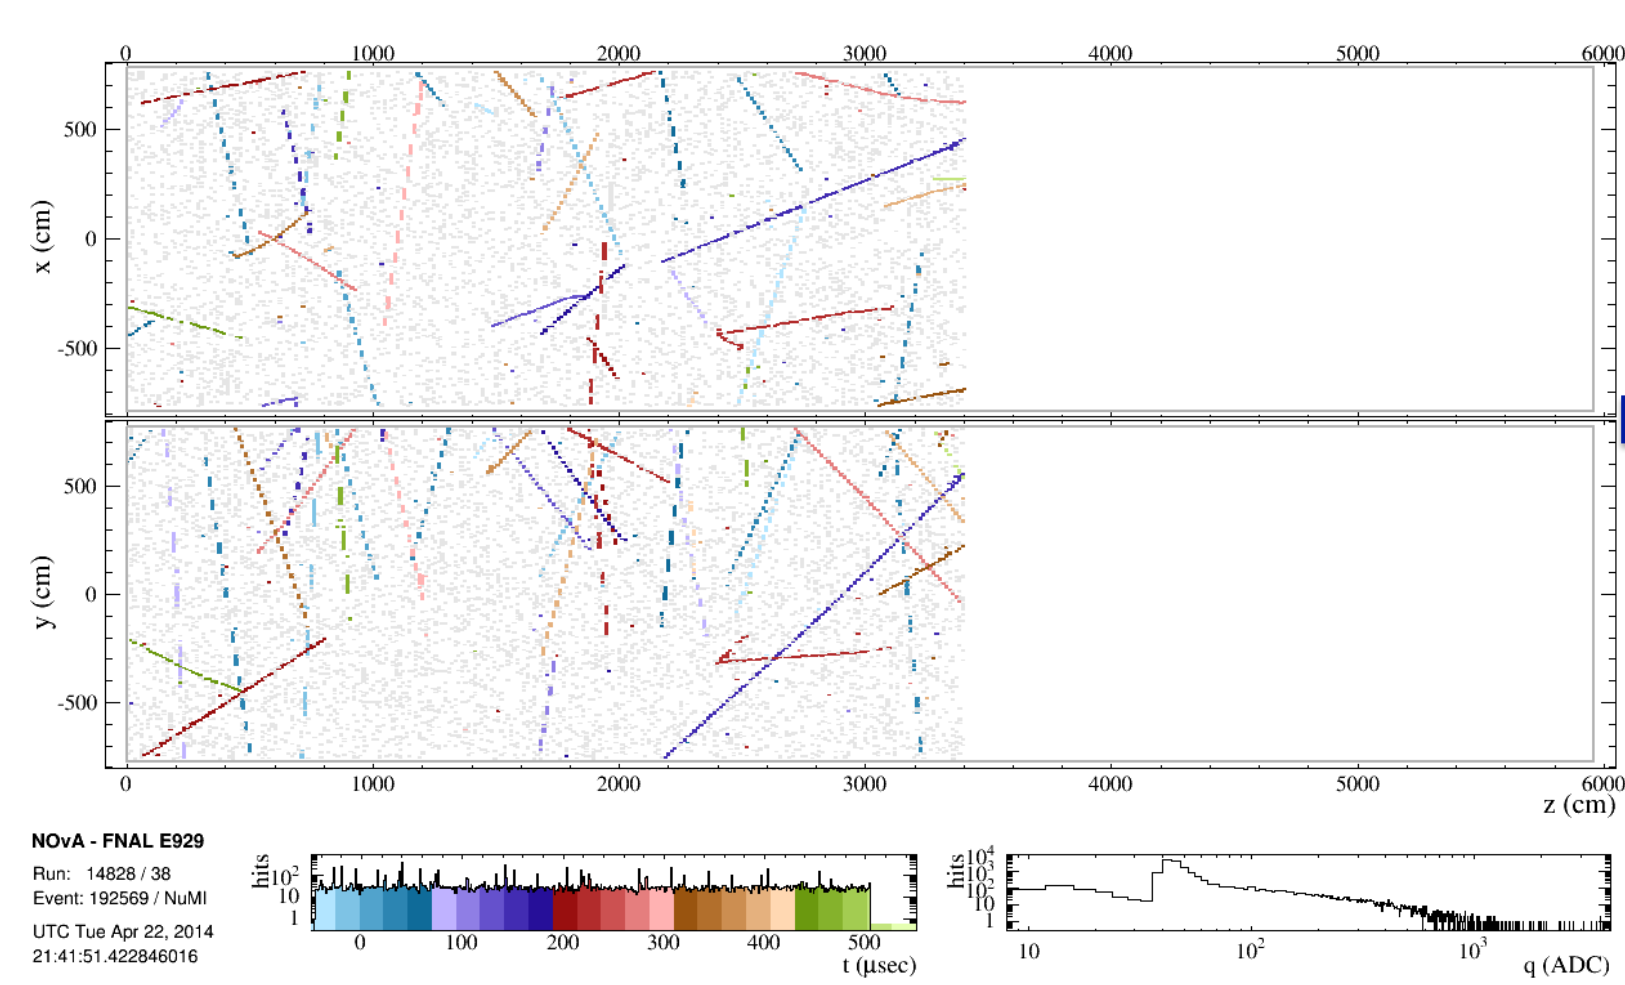 0 1000 2000 3000 4000 5000 6000
x (cm)
500
0
-500
y (cm)
500
0
-500
0 1000 2000 3000 4000 5000 6000
z (cm)
NOvA - FNAL E929
Run: 14828 / 38
Event: 192569 / NuMI
UTC Tue Apr 22, 2014
21:41:51.422846016
hits
10²
10
1
0 100 200 300 400 500
t (μsec)
hits
10⁴
10³
10²
10
1
10 10² 10³
q (ADC)